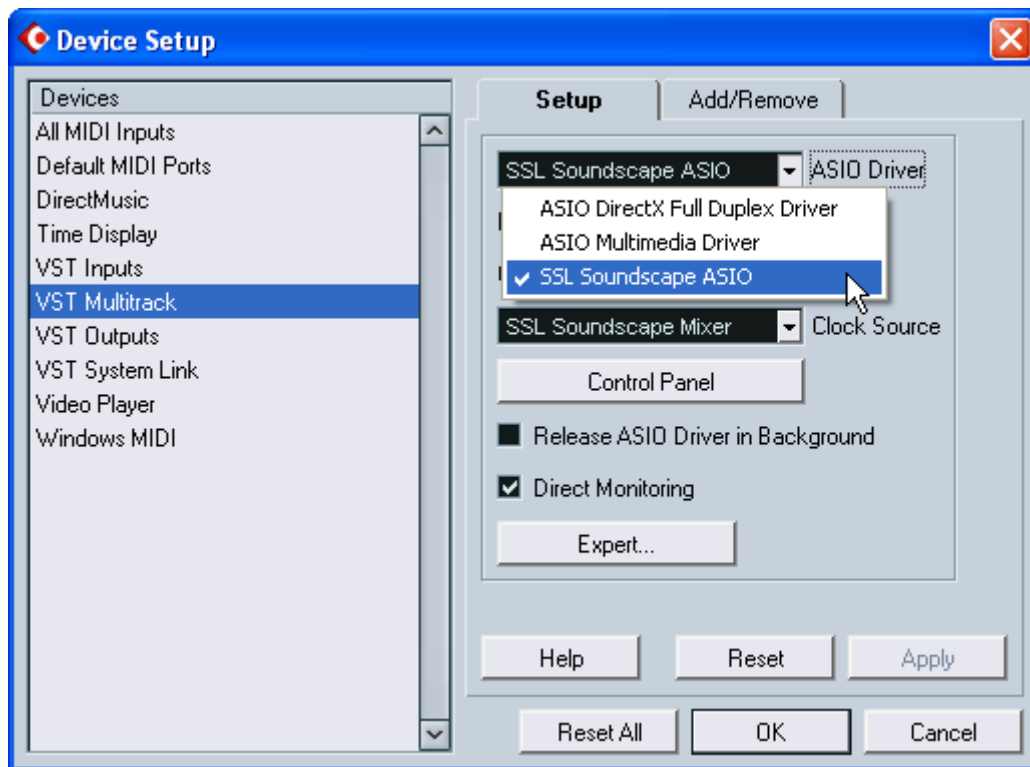 Device Setup
Devices
All MIDI Inputs
Default MIDI Ports
DirectMusic
Time Display
VST Inputs
VST Multitrack
VST Outputs
VST System Link
Video Player
Windows MIDI
Setup
Add/Remove
SSL Soundscape ASIO ASIO Driver
ASIO DirectX Full Duplex Driver
ASIO Multimedia Driver
SSL Soundscape ASIO
SSL Soundscape Mixer Clock Source
Control Panel
Release ASIO Driver in Background
Direct Monitoring
Expert...
Help Reset Apply
Reset All OK Cancel